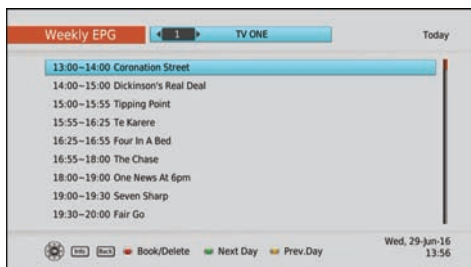 Weekly EPG 1 TV ONE Today
13:00~14:00 Coronation Street
14:00~15:00 Dickinson's Real Deal
15:00~15:55 Tipping Point
15:55~16:25 Te Karere
16:25~16:55 Four In A Bed
16:55~18:00 The Chase
18:00~19:00 One News At 6pm
19:00~19:30 Seven Sharp
19:30~20:00 Fair Go
Info Back Book/Delete Next Day Prev.Day Wed, 29-Jun-16
13:56